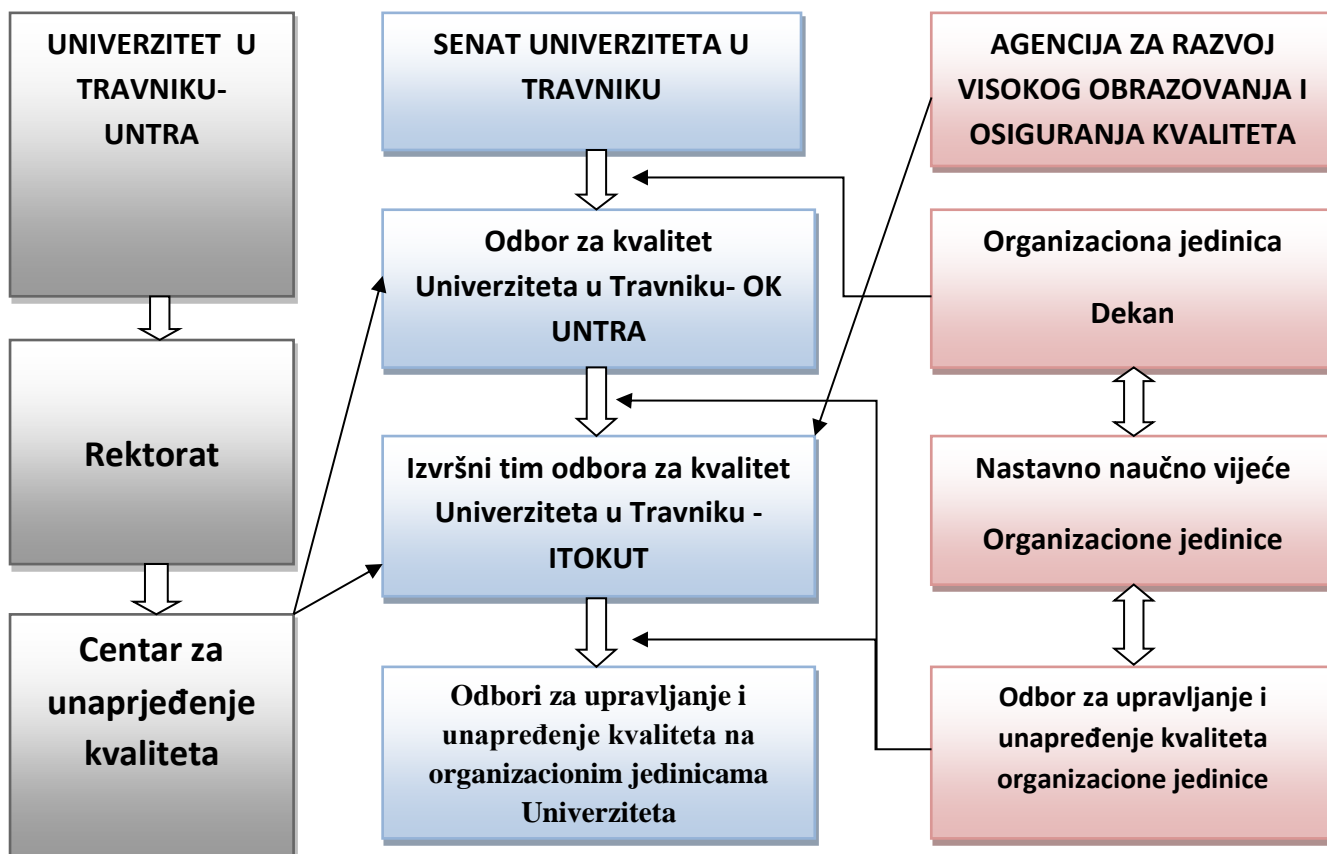 UNIVERZITET U
TRAVNIKU-
UNTRA
Rektorat
Centar za
unaprjeđenje
kvaliteta
SENAT UNIVERZITETA U
TRAVNIKU
Odbor za kvalitet
Univerziteta u Travniku- OK
UNTRA
Izvršni tim odbora za kvalitet
Univerziteta u Travniku -
ITOKUT
Odbori za upravljanje i
unapređenje kvaliteta na
organizacionim jedinicama
Univerziteta
AGENCIJA ZA RAZVOJ
VISOKOG OBRAZOVANJA I
OSIGURANJA KVALITETA
Organizaciona jedinica
Dekan
Nastavno naučno vijeće
Organizacione jedinice
Odbor za upravljanje i
unapređenje kvaliteta
organizacione jedinice